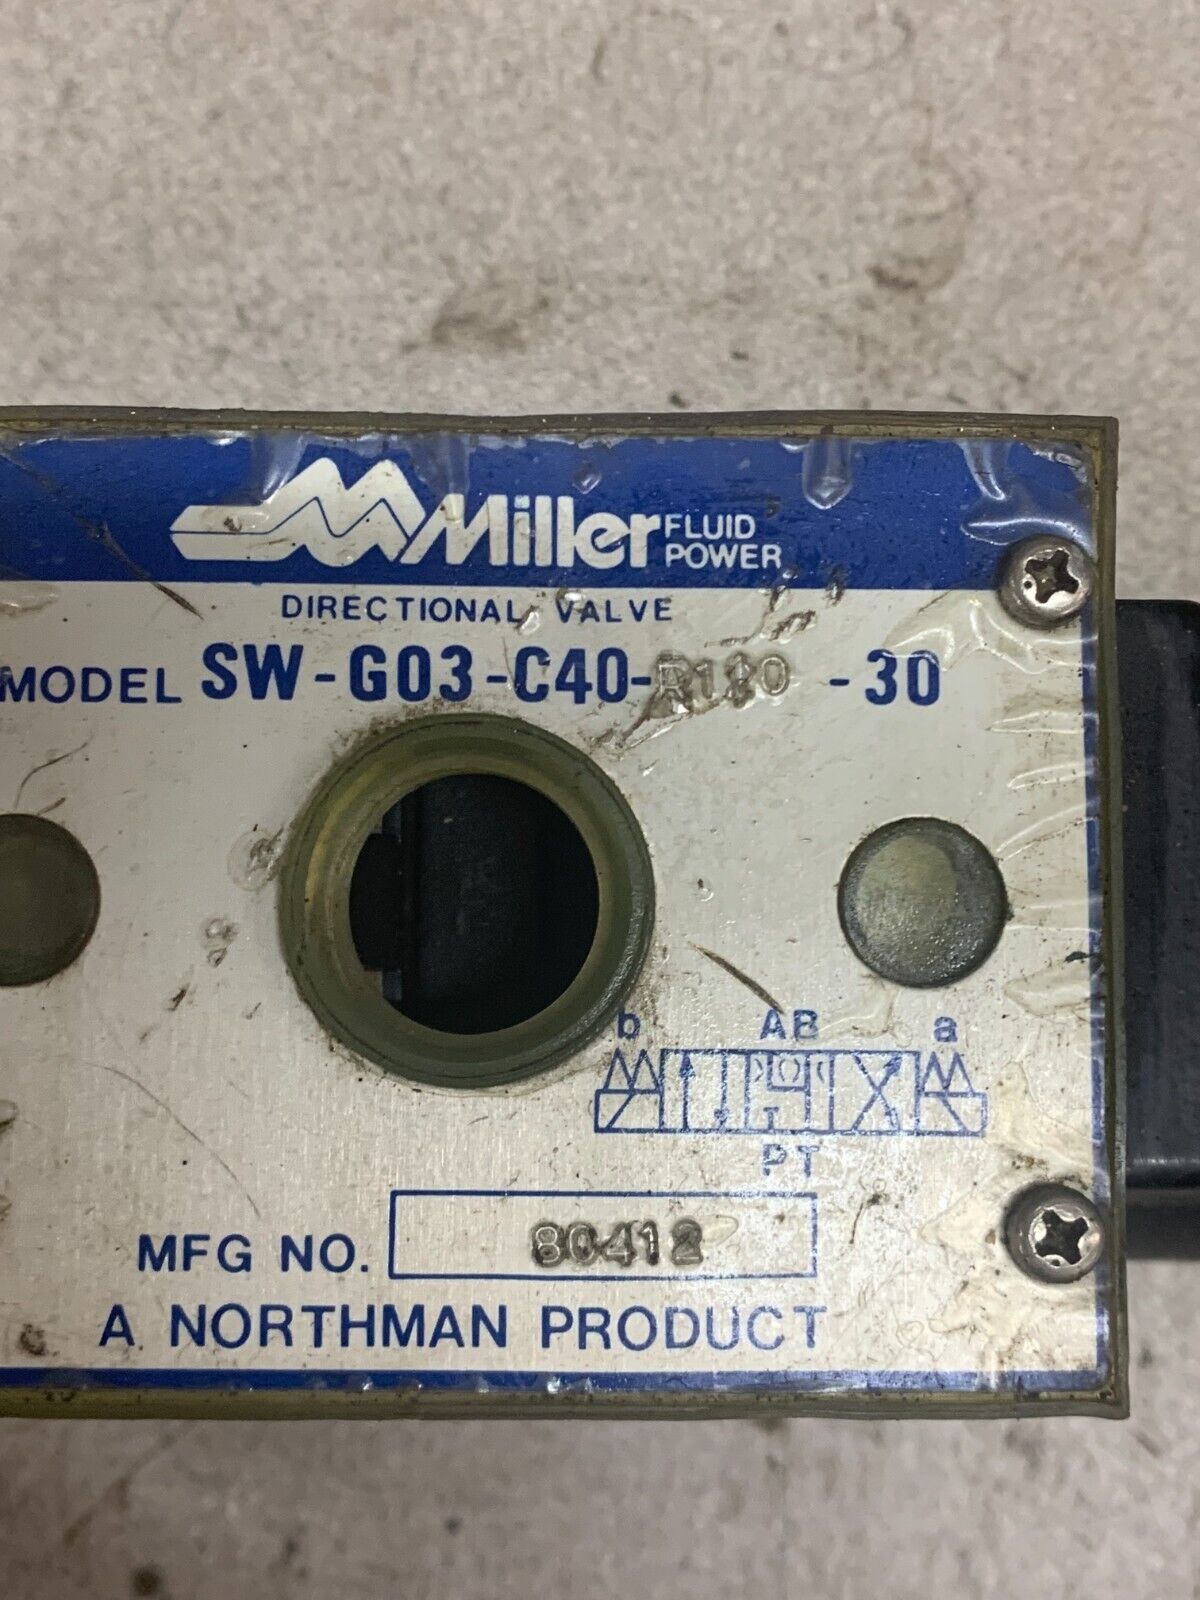 Miller FLUID POWER
DIRECTIONAL VALVE
MODEL SW-G03-C40- -30
b AB a
PT
MFG NO. 80412
A NORTHMAN PRODUCT